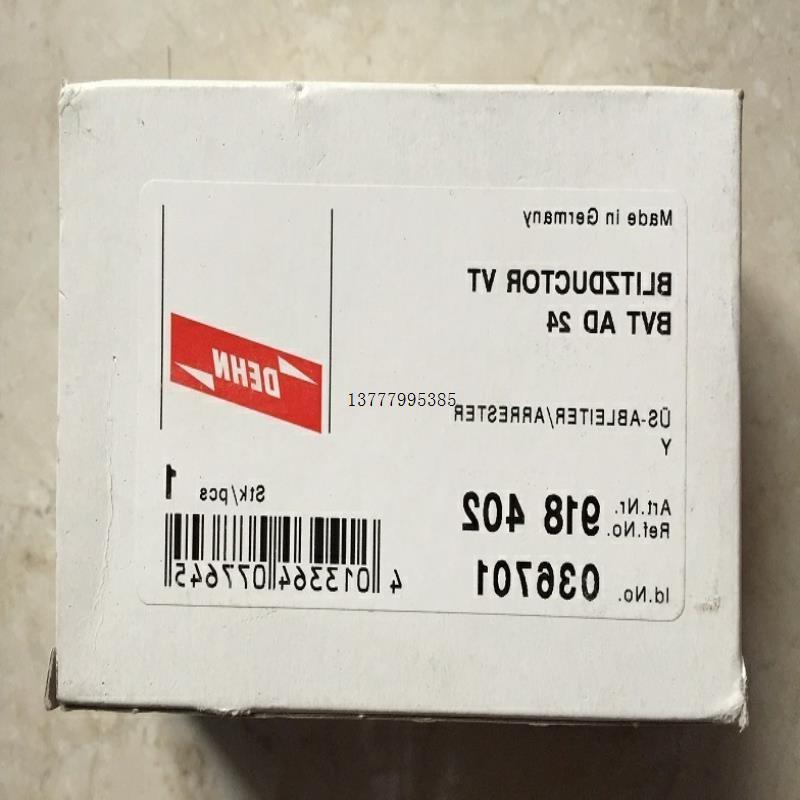 Made in Germany
BLITZDUCTOR VT
BVT AD 24
DEHN
13777995385
ÜS-ABLEITER/ARRESTER
Y
Art.Nr. 918 402
Ref.No.
Stk/pcs 1
Id.No. 036701
4 013364 077645